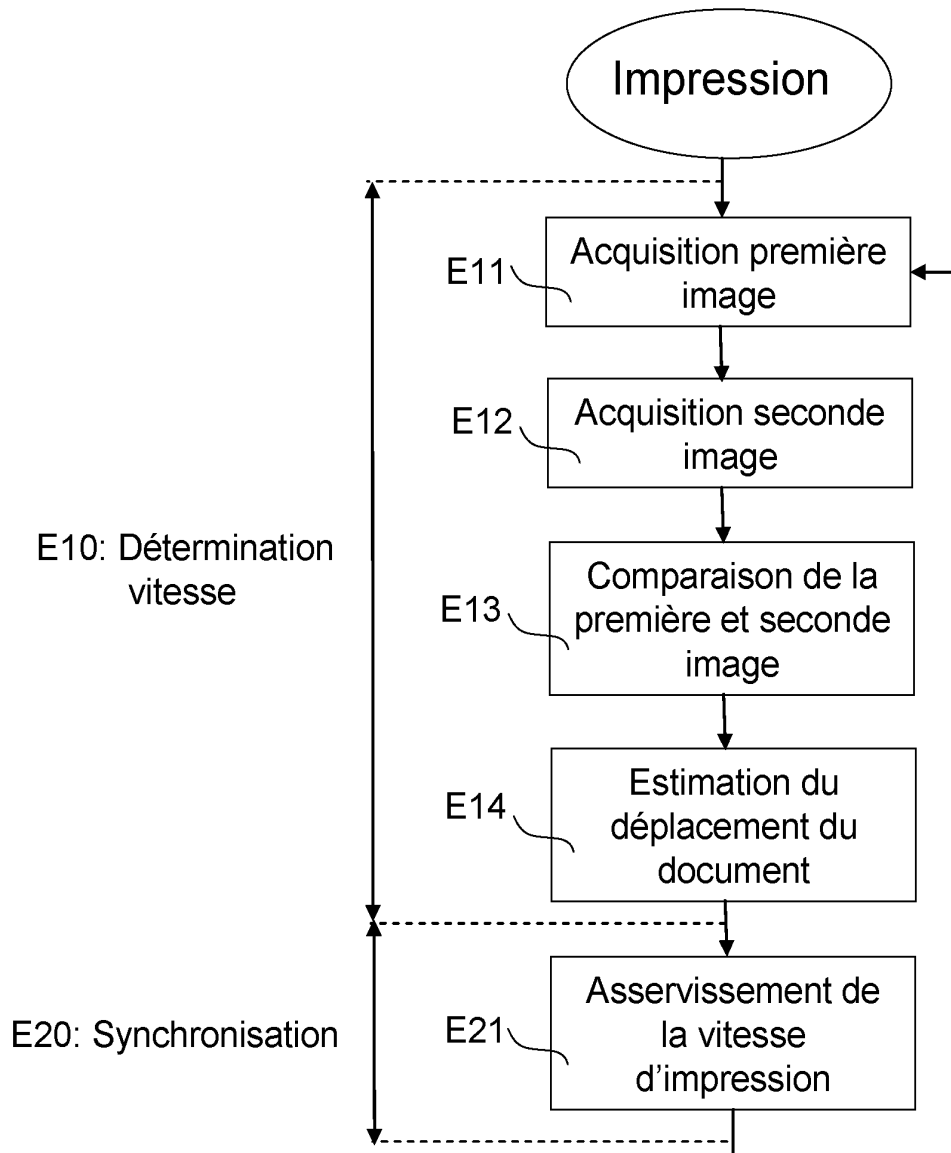 Impression
Acquisition première
image
E11
Acquisition seconde
image
E12
E10: Détermination
vitesse
Comparaison de la
première et seconde
image
E13
Estimation du
déplacement du
document
E14
E20: Synchronisation
Asservissement de
la vitesse
d'impression
E21